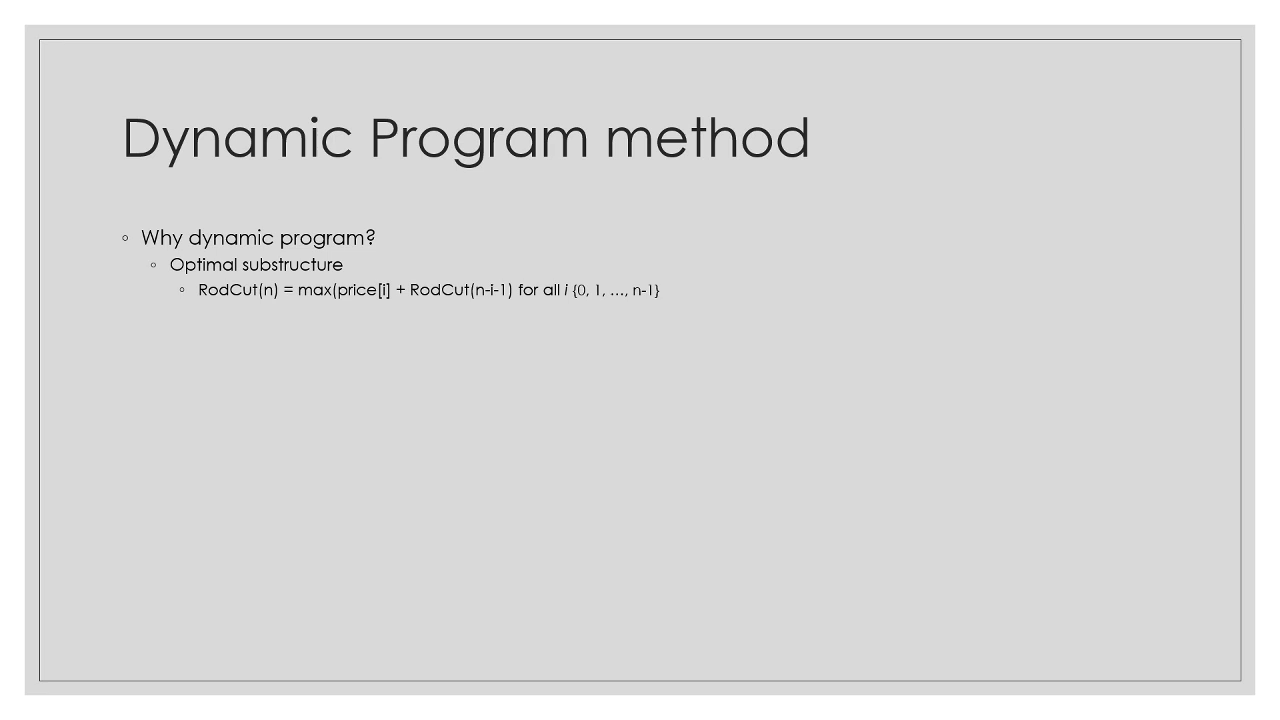 Dynamic Program method
◦ Why dynamic program?
◦ Optimal substructure
◦ RodCut(n) = max(price[i] + RodCut(n-i-1) for all i {0, 1, ..., n-1}